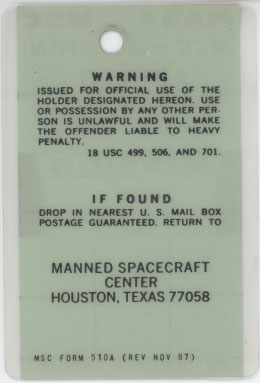 WARNING
ISSUED FOR OFFICIAL USE OF THE
HOLDER DESIGNATED HEREON. USE
OR POSSESSION BY ANY OTHER PER-
SON IS UNLAWFUL AND WILL MAKE
THE OFFENDER LIABLE TO HEAVY
PENALTY.
18 USC 499, 506, AND 701.
IF FOUND
DROP IN NEAREST U. S. MAIL BOX
POSTAGE GUARANTEED. RETURN TO
MANNED SPACECRAFT
CENTER
HOUSTON, TEXAS 77058
MSC FORM 510A (REV NOV 67)